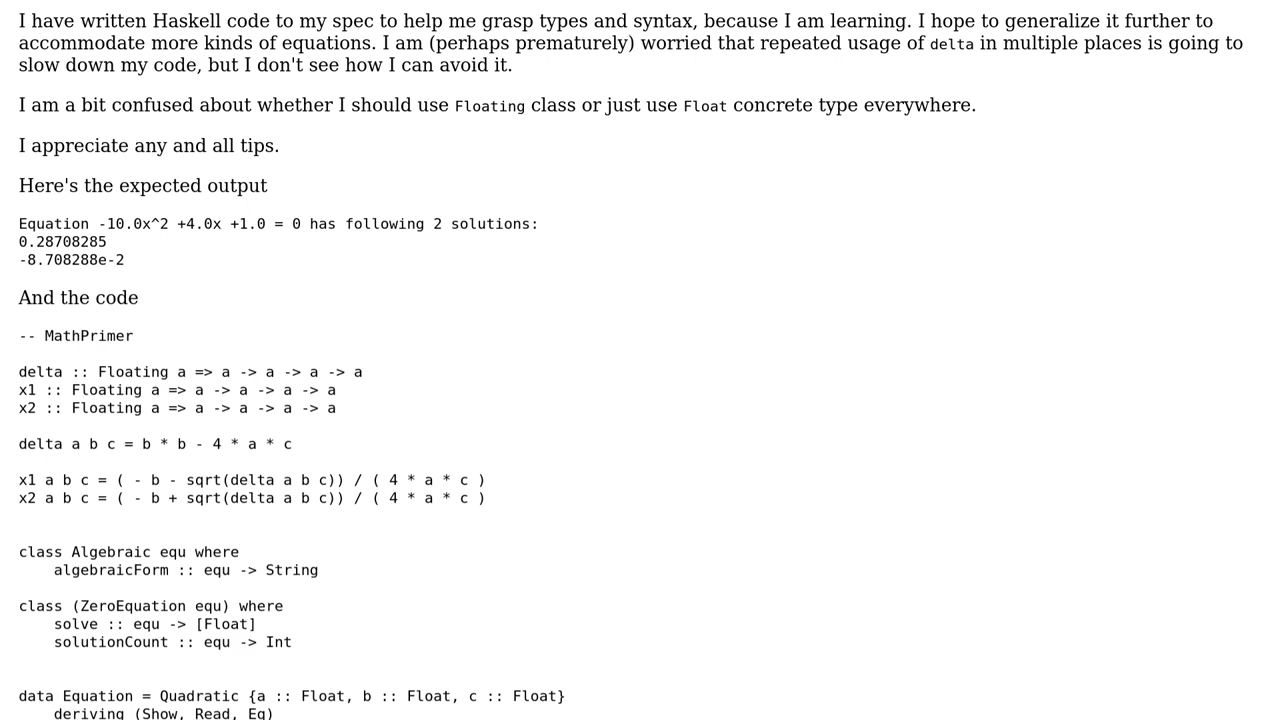 I have written Haskell code to my spec to help me grasp types and syntax, because I am learning. I hope to generalize it further to
accommodate more kinds of equations. I am (perhaps prematurely) worried that repeated usage of delta in multiple places is going to
slow down my code, but I don't see how I can avoid it.
I am a bit confused about whether I should use Floating class or just use Float concrete type everywhere.
I appreciate any and all tips.
Here's the expected output
Equation -10.0x^2 +4.0x +1.0 = 0 has following 2 solutions:
0.28708285
-8.708288e-2
And the code
-- MathPrimer
delta :: Floating a => a -> a -> a -> a
x1 :: Floating a => a -> a -> a -> a
x2 :: Floating a => a -> a -> a -> a
delta a b c = b * b - 4 * a * c
x1 a b c = ( - b - sqrt(delta a b c)) / ( 4 * a * c )
x2 a b c = ( - b + sqrt(delta a b c)) / ( 4 * a * c )
class Algebraic equ where
    algebraicForm :: equ -> String
class (ZeroEquation equ) where
    solve :: equ -> [Float]
    solutionCount :: equ -> Int
data Equation = Quadratic {a :: Float, b :: Float, c :: Float}
    deriving (Show, Read, Eq)